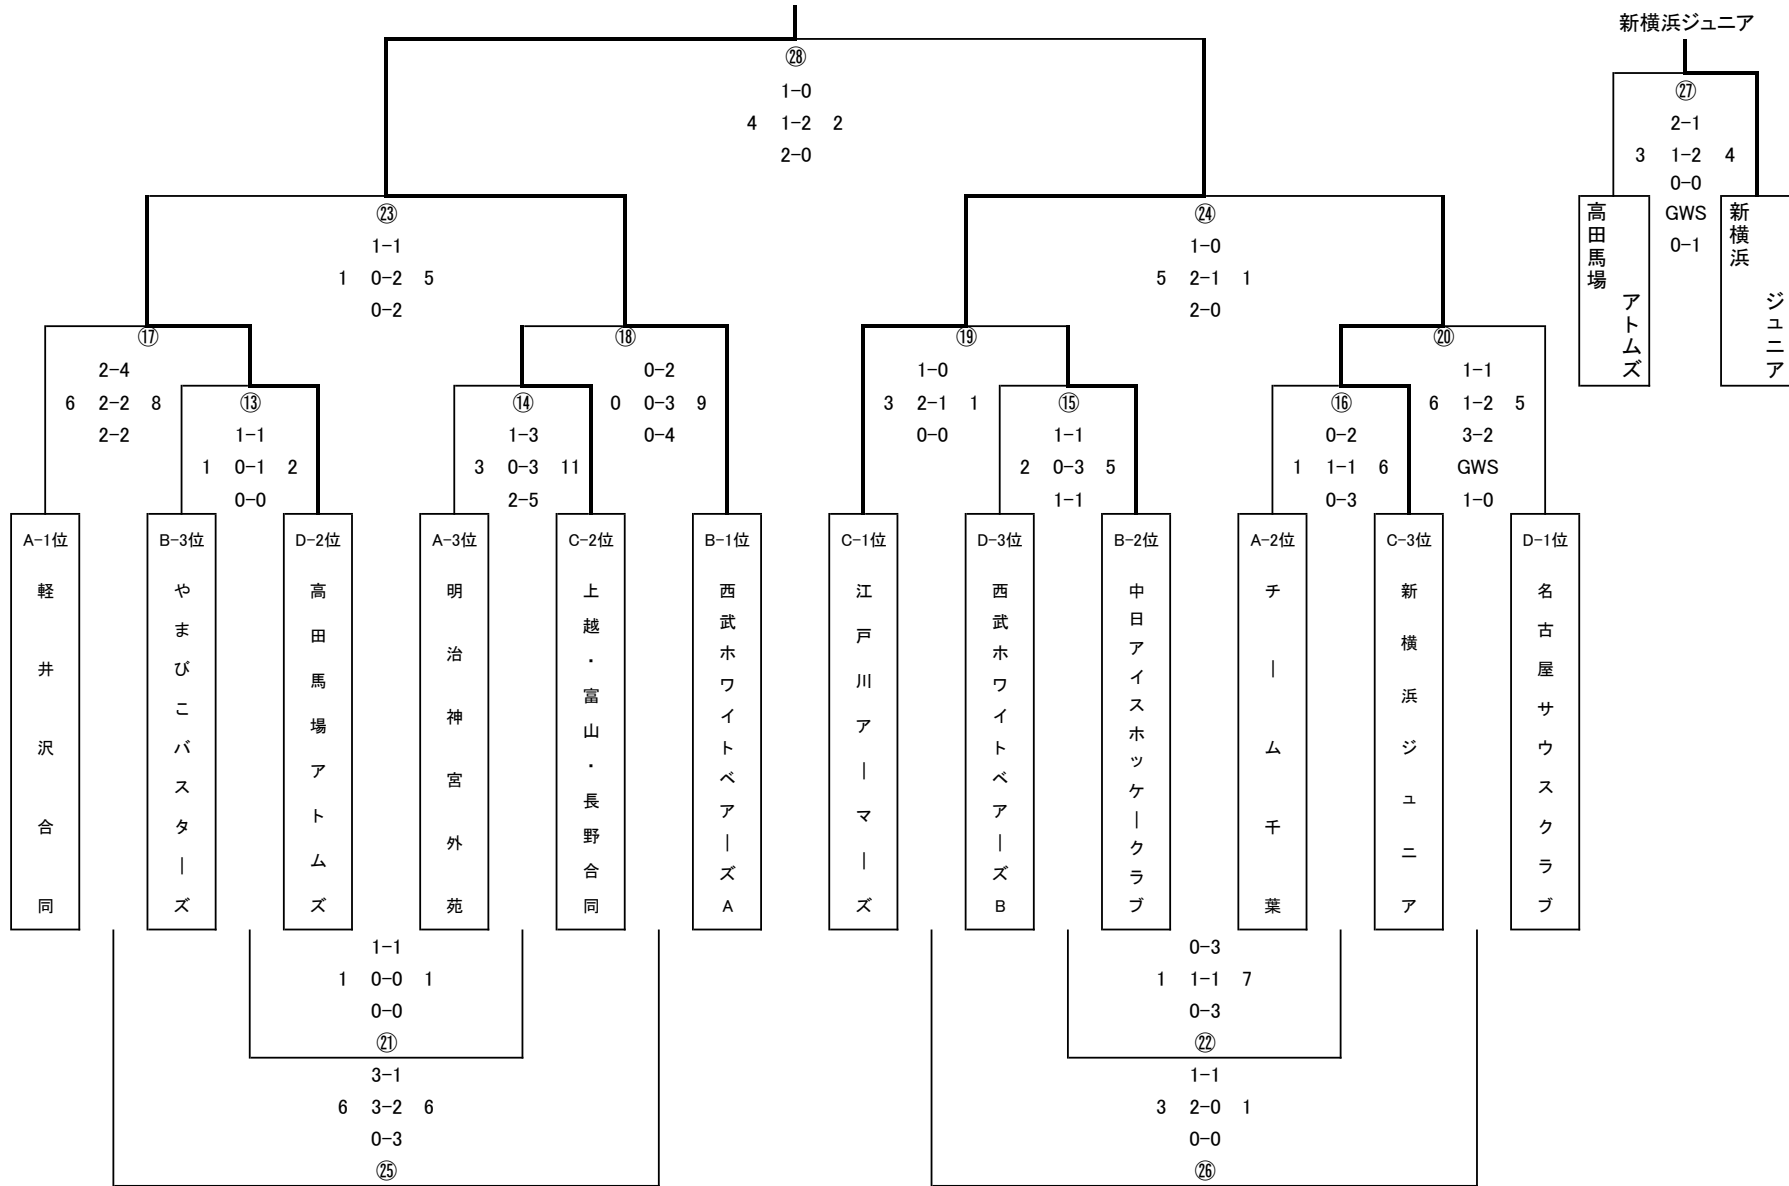 新横浜ジュニア
㉘
1-0
4 1-2 2
2-0
㉗
2-1
3 1-2 4
0-0
GWS
0-1
高田馬場アトムズ
新横浜ジュニア
㉓
1-1
1 0-2 5
0-2
㉔
1-0
5 2-1 1
2-0
⑰
2-4
6 2-2 8
2-2
⑬
1-1
1 0-1 2
0-0
⑭
1-3
3 0-3 11
2-5
⑱
0-2
0 0-3 9
0-4
⑲
1-0
3 2-1 1
0-0
⑮
1-1
2 0-3 5
1-1
⑯
0-2
1 1-1 6
0-3
⑳
1-1
6 1-2 5
3-2
GWS
1-0
A-1位
軽井沢合同
B-3位
やまびこバスターズ
D-2位
高田馬場アトムズ
A-3位
明治神宮外苑
C-2位
上越・富山・長野合同
B-1位
西武ホワイトベアーズA
C-1位
江戸川アーマーズ
D-3位
西武ホワイトベアーズB
B-2位
中日アイスホッケークラブ
A-2位
チーム千葉
C-3位
新横浜ジュニア
D-1位
名古屋サウスクラブ
1-1
1 0-0 1
0-0
㉑
3-1
6 3-2 6
0-3
㉕
0-3
1 1-1 7
0-3
㉒
1-1
3 2-0 1
0-0
㉖